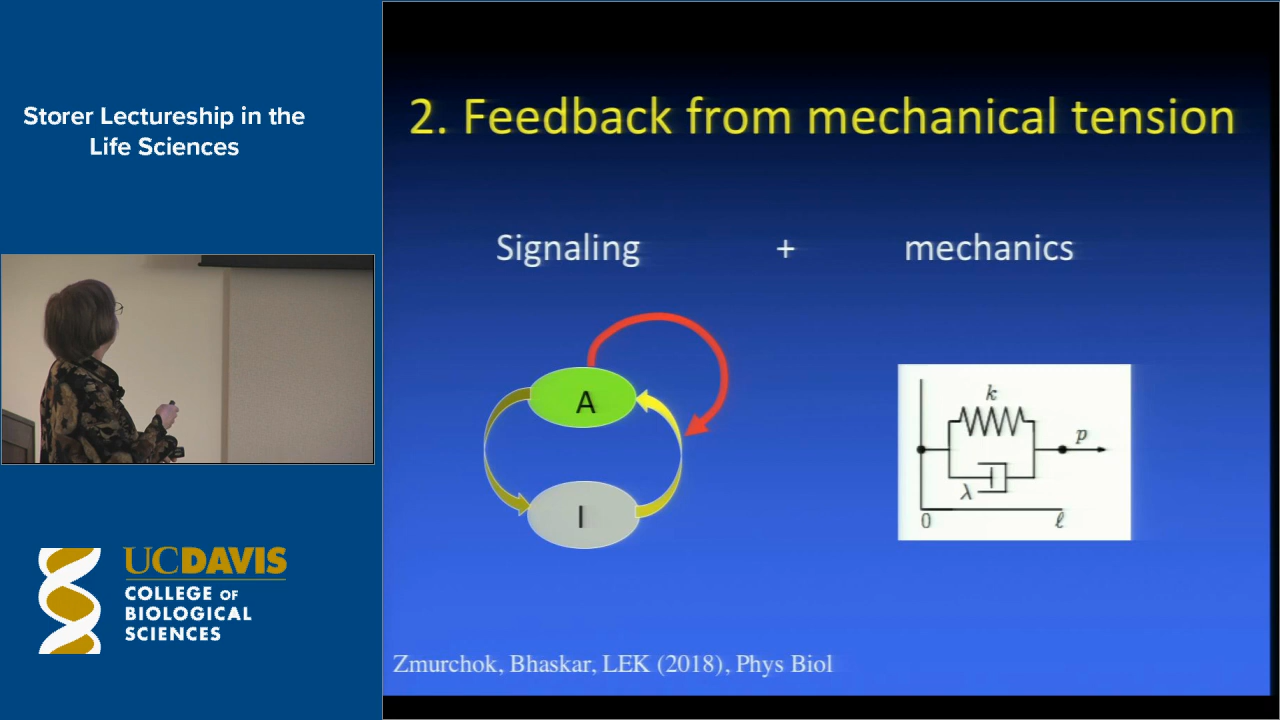 Storer Lectureship in the
Life Sciences
UCDAVIS
COLLEGE OF
BIOLOGICAL
SCIENCES
2. Feedback from mechanical tension
Signaling + mechanics
A
I
k
p
λ
0 ℓ
Zmurchok, Bhaskar, LEK (2018), Phys Biol